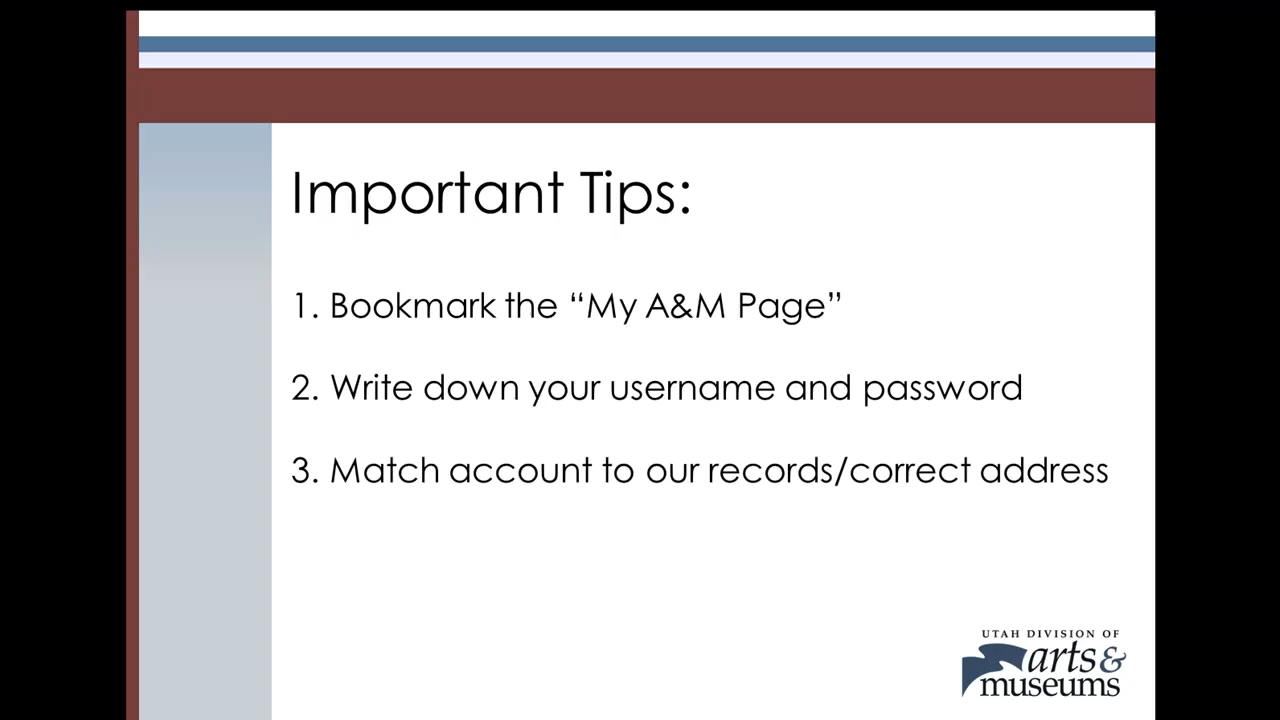 Important Tips:
1. Bookmark the “My A&M Page”
2. Write down your username and password
3. Match account to our records/correct address
UTAH DIVISION OF
arts &
museums